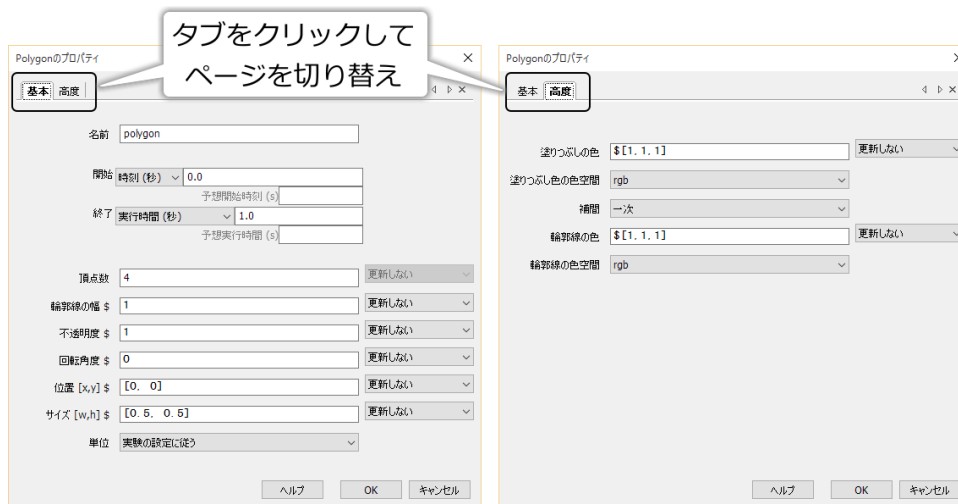 タブをクリックして
ページを切り替え
Polygonのプロパティ
基本 高度
名前 polygon
開始 時刻 (秒) 0.0
予想開始時刻 (s)
終了 実行時間 (秒) 1.0
予想実行時間 (s)
頂点数 4 更新しない
輪郭線の幅 $ 1 更新しない
不透明度 $ 1 更新しない
回転角度 $ 0 更新しない
位置 [x,y] $ [0, 0] 更新しない
サイズ [w,h] $ [0.5, 0.5] 更新しない
単位 実験の設定に従う
ヘルプ OK キャンセル
Polygonのプロパティ
基本 高度
塗りつぶしの色 $[1,1,1] 更新しない
塗りつぶし色の色空間 rgb
補間 一次
輪郭線の色 $[1,1,1] 更新しない
輪郭線の色空間 rgb
ヘルプ OK キャンセル